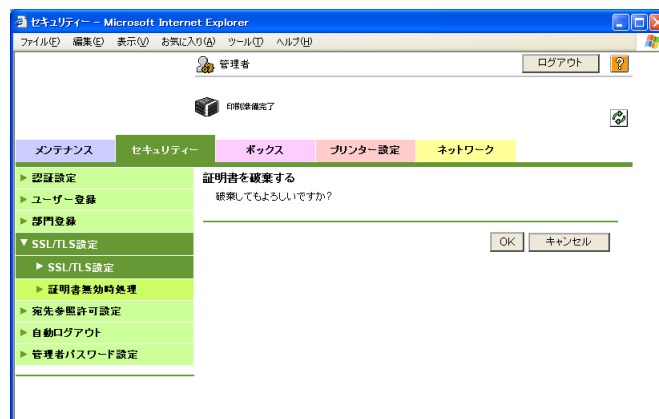 セキュリティー - Microsoft Internet Explorer
ファイル(F) 編集(E) 表示(V) お気に入り(A) ツール(T) ヘルプ(H)
管理者 ログアウト ?
印刷準備完了
メンテナンス セキュリティー ボックス プリンター設定 ネットワーク
認証設定
ユーザー登録
部門登録
SSL/TLS設定
SSL/TLS設定
証明書無効時処理
宛先参照許可設定
自動ログアウト
管理者パスワード設定
証明書を破棄する
破棄してもよろしいですか?
OK キャンセル